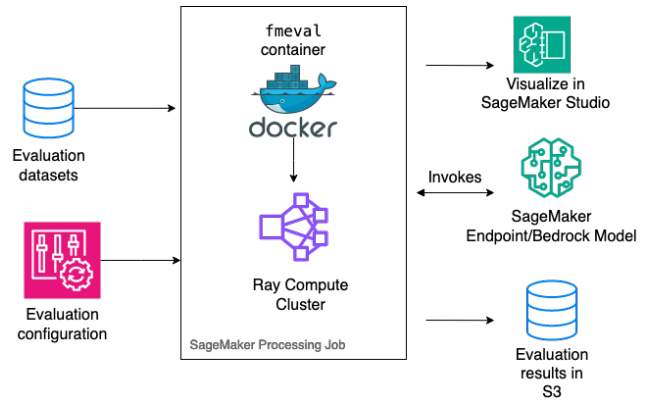 fmeval
container
docker
Evaluation
datasets
Evaluation
configuration
Ray Compute
Cluster
SageMaker Processing Job
Visualize in
SageMaker Studio
Invokes
SageMaker
Endpoint/Bedrock Model
Evaluation
results in
S3